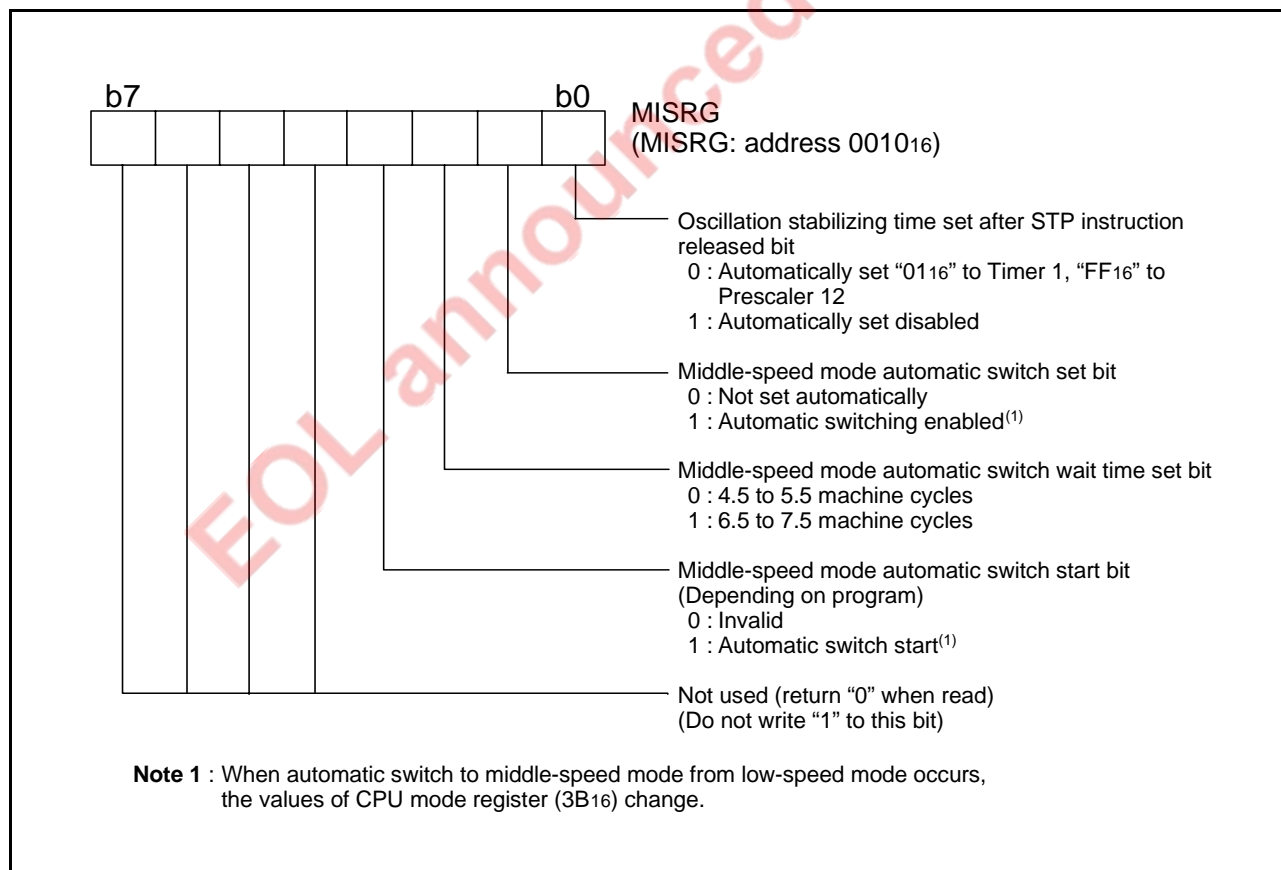 b7 b0
MISRG
(MISRG: address 001016)
Oscillation stabilizing time set after STP instruction
released bit
0 : Automatically set “0116” to Timer 1, “FF16” to
Prescaler 12
1 : Automatically set disabled
Middle-speed mode automatic switch set bit
0 : Not set automatically
1 : Automatic switching enabled(1)
Middle-speed mode automatic switch wait time set bit
0 : 4.5 to 5.5 machine cycles
1 : 6.5 to 7.5 machine cycles
Middle-speed mode automatic switch start bit
(Depending on program)
0 : Invalid
1 : Automatic switch start(1)
Not used (return “0” when read)
(Do not write “1” to this bit)
Note 1 : When automatic switch to middle-speed mode from low-speed mode occurs,
the values of CPU mode register (3B16) change.
EOL announced